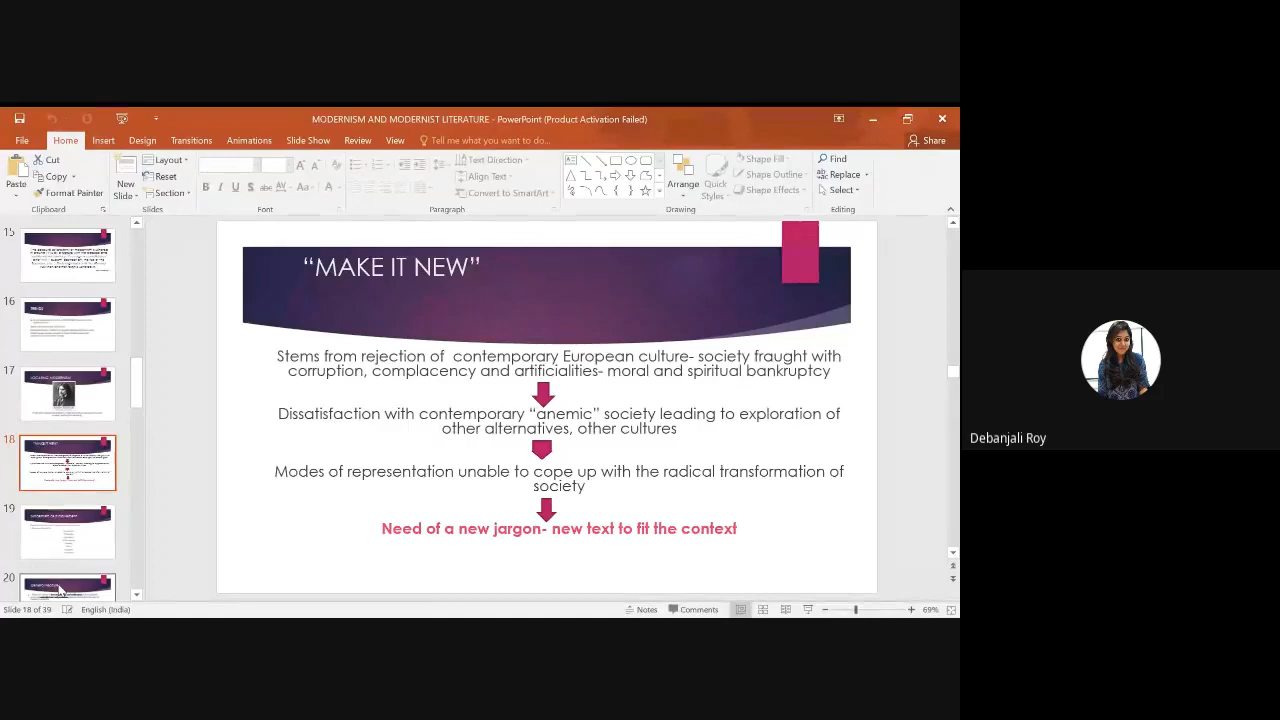 MODERNISM AND MODERNIST LITERATURE - PowerPoint (Product Activation Failed)
File Home Insert Design Transitions Animations Slide Show Review View Tell me what you want to do... Share
Paste Cut Copy Format Painter
Clipboard
New Slide Layout Reset Section
Slides
Font
Text Direction Align Text Convert to SmartArt
Paragraph
Arrange Quick Styles Shape Fill Shape Outline Shape Effects
Drawing
Find Replace Select
Editing
15
16
17
18
19
20
“MAKE IT NEW”
Stems from rejection of contemporary European culture- society fraught with
corruption, complacency and artificialities- moral and spiritual bankruptcy
Dissatisfaction with contemporary “anemic” society leading to exploration of
other alternatives, other cultures
Modes of representation unable to cope up with the radical transformation of
society
Need of a new jargon- new text to fit the context
Slide 18 of 39 English (India) Notes Comments 69%
Debanjali Roy